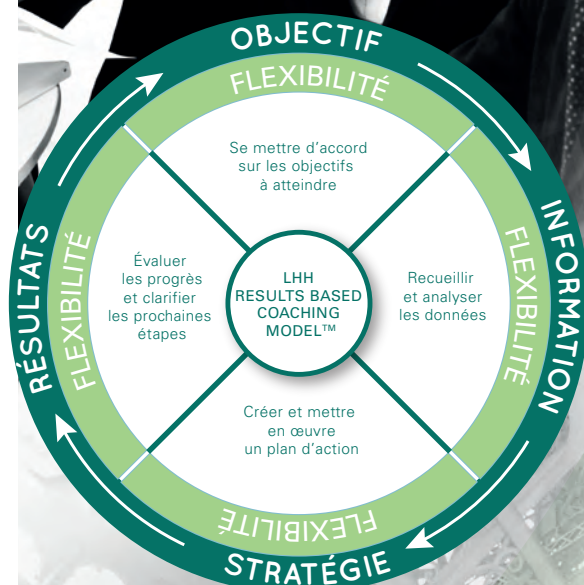 OBJECTIF
FLEXIBILITÉ
Se mettre d'accord
sur les objectifs
à atteindre
INFORMATION
FLEXIBILITÉ
Recueillir
et analyser
les données
LHH
RESULTS BASED
COACHING
MODEL™
RÉSULTATS
FLEXIBILITÉ
Évaluer
les progrès
et clarifier
les prochaines
étapes
Créer et mettre
en œuvre
un plan d'action
FLEXIBILITÉ
STRATÉGIE